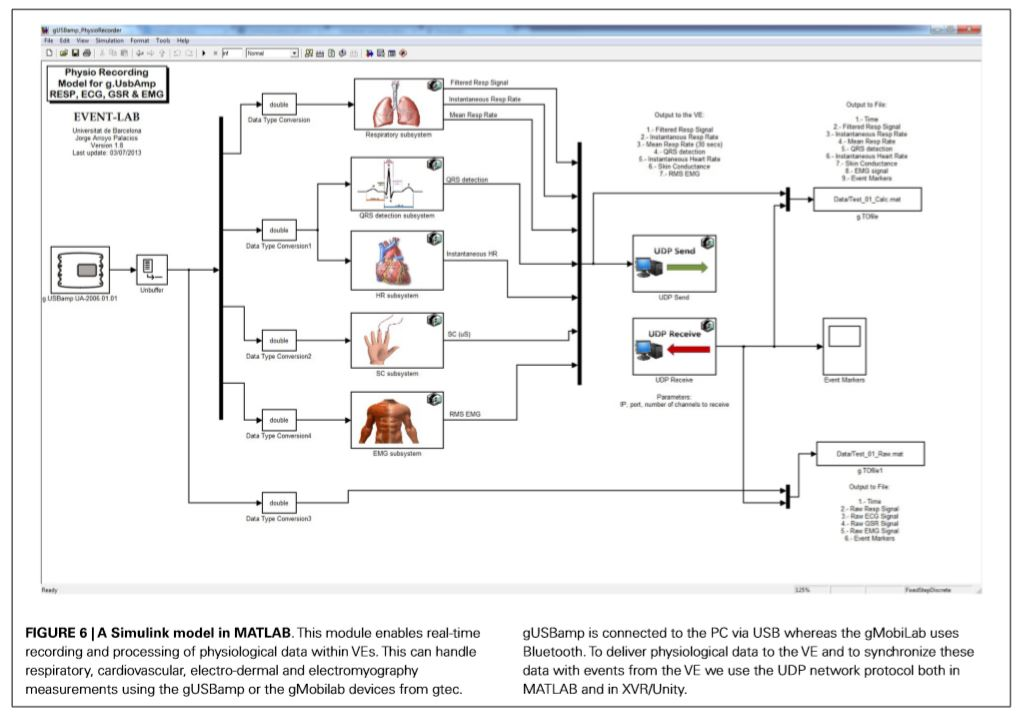 gUSBamp_PhysioRecorder
File Edit View Simulation Format Tools Help
inf
Normal
Physio Recording
Model for g.UsbAmp
RESP, ECG, GSR & EMG
EVENT-LAB
Universitat de Barcelona
Jorge Arroyo Palacios
Version 1.6
Last update: 03/07/2013
g.USBamp UA-2006.01.01
Unbuffer
double
Data Type Conversion
double
Data Type Conversion1
double
Data Type Conversion2
double
Data Type Conversion4
double
Data Type Conversion3
Respiratory subsystem
QRS detection subsystem
HR subsystem
SC subsystem
EMG subsystem
Filtered Resp Signal
Instantaneous Resp Rate
Mean Resp Rate
QRS detection
Instantaneous HR
SC (uS)
RMS EMG
Output to the VE:
1.- Filtered Resp Signal
2.- Instantaneous Resp Rate
3.- Mean Resp Rate (30 secs)
4.- QRS detection
5.- Instantaneous Heart Rate
6.- Skin Conductance
7.- RMS EMG
UDP Send
UDP Send
UDP Receive
UDP Receive
Parameters:
IP, port, number of channels to receive
Output to File:
1.- Time
2.- Filtered Resp Signal
3.- Instantaneous Resp Rate
4.- Mean Resp Rate
5.- QRS detection
6.- Instantaneous Heart Rate
7.- Skin Conductance
8.- EMG signal
9.- Event Markers
Data/Test_01_Calc.mat
g.TOfile
Event Markers
Data/Test_01_Raw.mat
g.TOfile1
Output to File:
1.- Time
2.- Raw Resp Signal
3.- Raw ECG Signal
4.- Raw GSR Signal
5.- Raw EMG Signal
6.- Event Markers
Ready
125%
FixedStepDiscrete
FIGURE 6 | A Simulink model in MATLAB. This module enables real-time
recording and processing of physiological data within VEs. This can handle
respiratory, cardiovascular, electro-dermal and electromyography
measurements using the gUSBamp or the gMobilab devices from gtec.
gUSBamp is connected to the PC via USB whereas the gMobiLab uses
Bluetooth. To deliver physiological data to the VE and to synchronize these
data with events from the VE we use the UDP network protocol both in
MATLAB and in XVR/Unity.